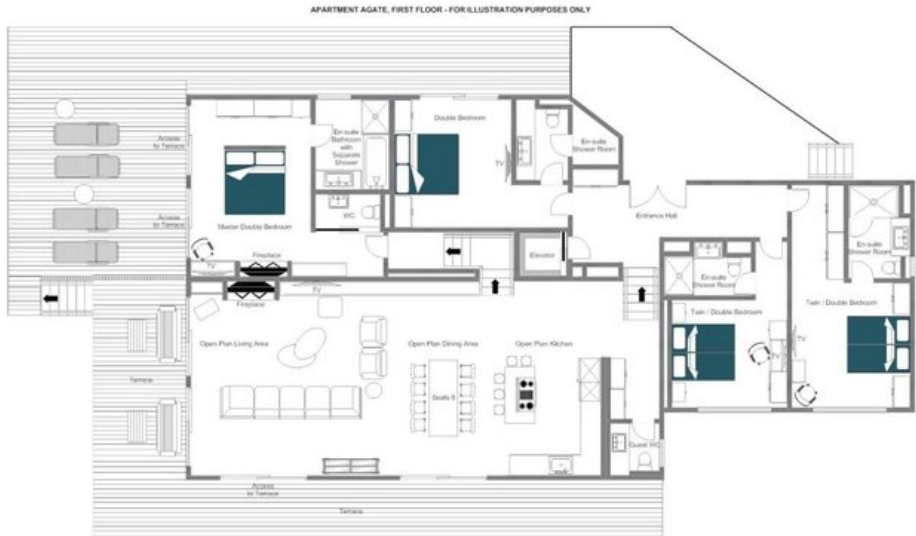 APARTMENT AGATE, FIRST FLOOR - FOR ILLUSTRATION PURPOSES ONLY
Access
to Terrace
Access
to Terrace
Master Double Bedroom
TV
Fireplace
En-suite
Bathroom
with
Separate
Shower
WC
Double Bedroom
TV
En-suite
Shower Room
Elevator
Entrance Hall
En-suite
Shower Room
Twin / Double Bedroom
TV
En-suite
Shower Room
Twin / Double Bedroom
TV
Fireplace
TV
Open Plan Living Area
Open Plan Dining Area
Open Plan Kitchen
Seats 8
Guest WC
Terrace
Access
to Terrace
Terrace